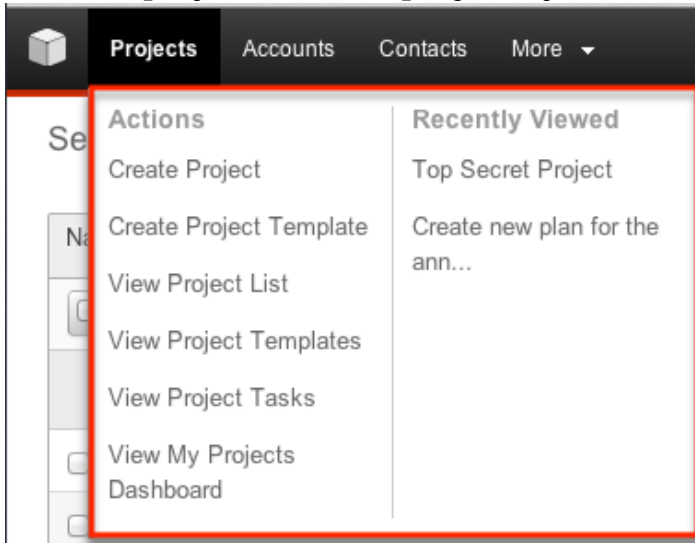 Projects Accounts Contacts More
Se
Actions
Create Project
Create Project Template
View Project List
View Project Templates
View Project Tasks
View My Projects
Dashboard
Recently Viewed
Top Secret Project
Create new plan for the
ann...
Na